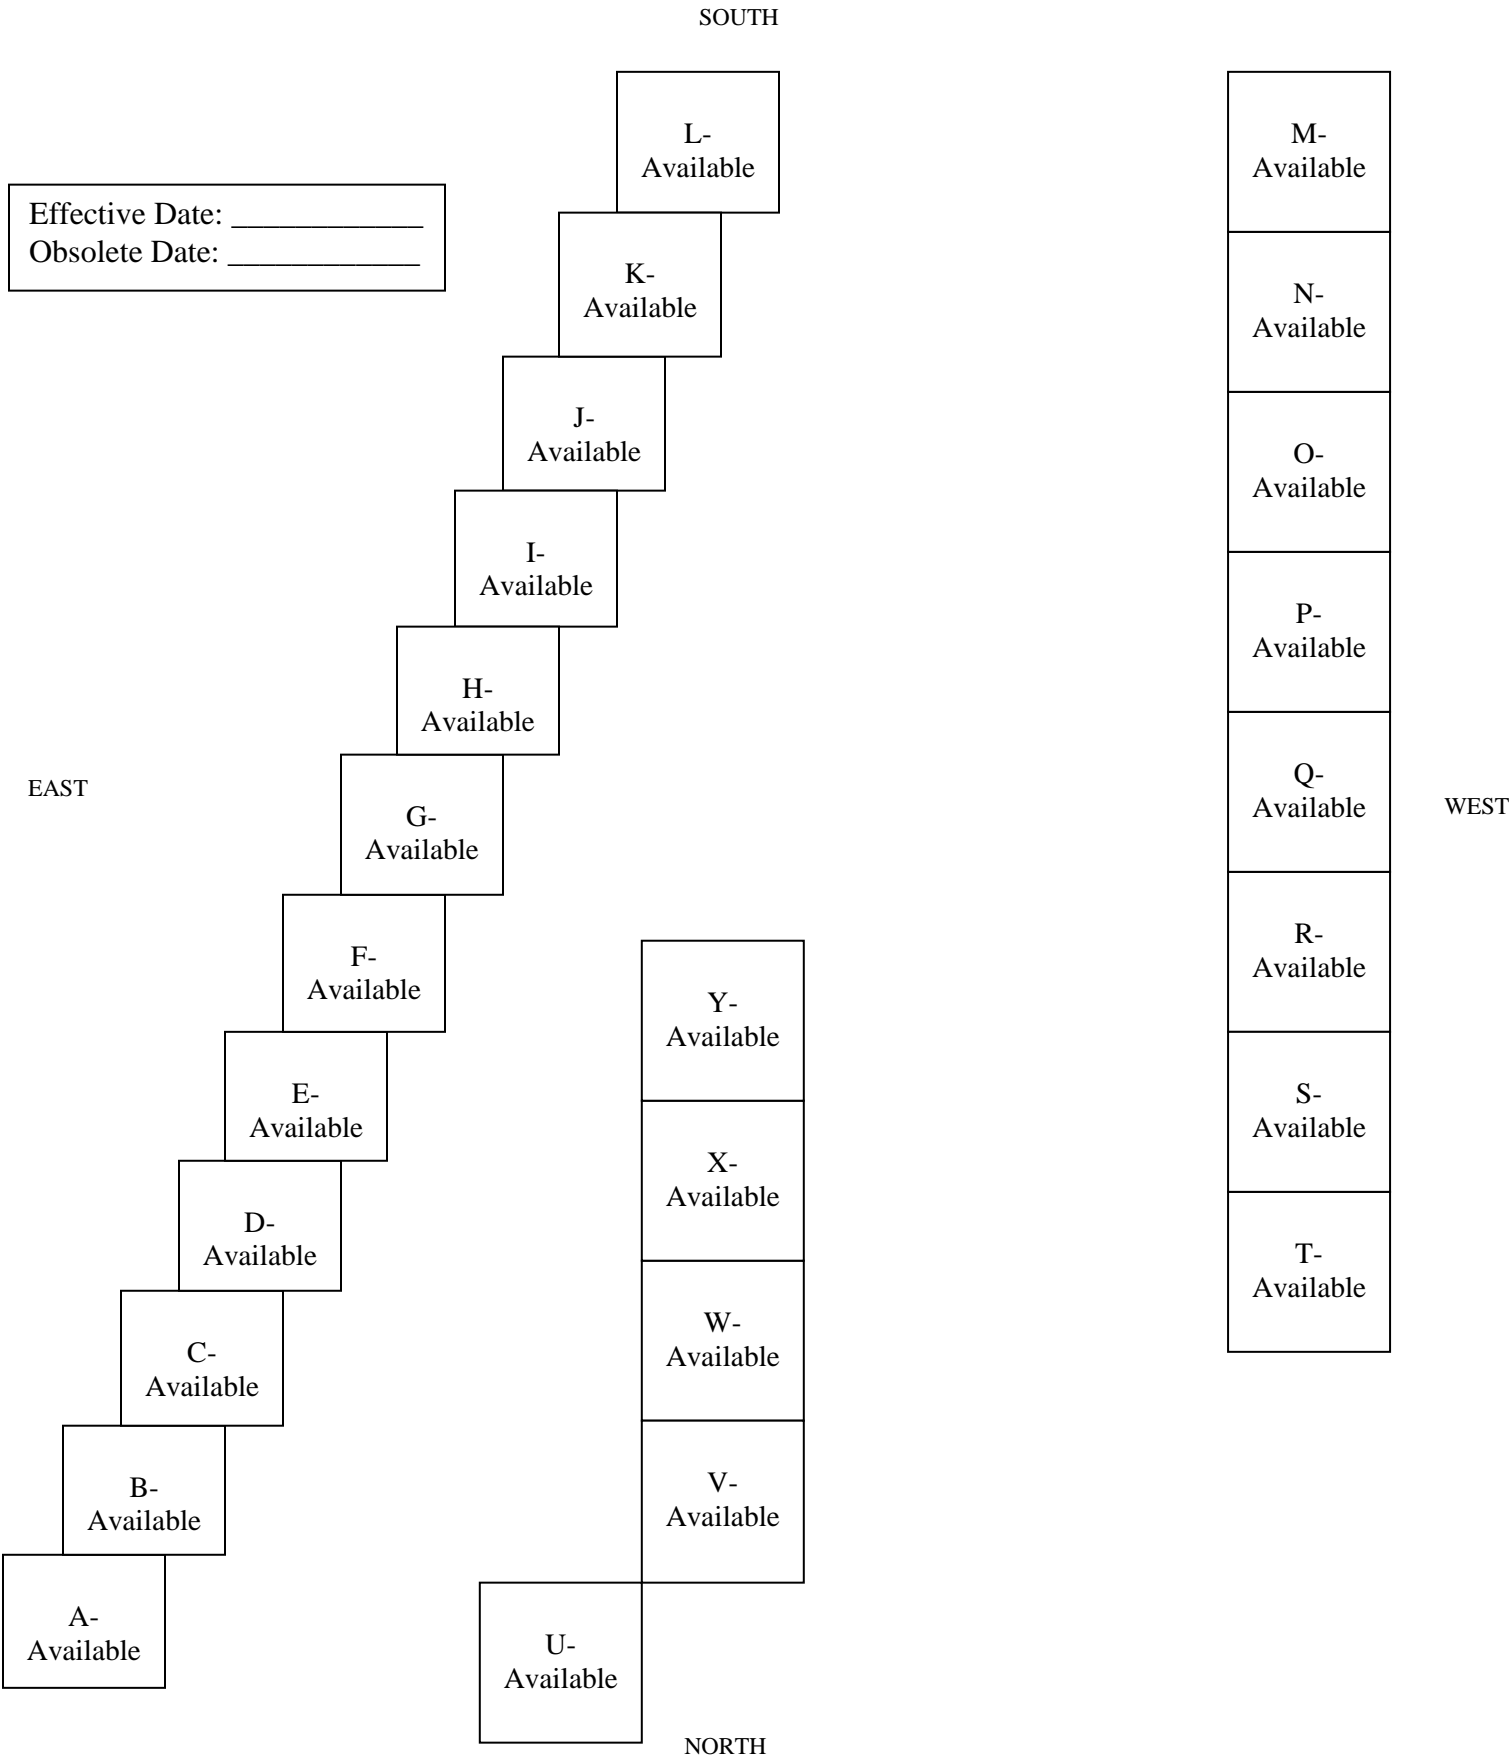 SOUTH
L-
Available
M-
Available
Effective Date: ____________
Obsolete Date: ____________
K-
Available
N-
Available
J-
Available
O-
Available
I-
Available
P-
Available
H-
Available
EAST
G-
Available
Q-
Available
WEST
F-
Available
R-
Available
Y-
Available
E-
Available
S-
Available
X-
Available
D-
Available
T-
Available
W-
Available
C-
Available
V-
Available
B-
Available
A-
Available
U-
Available
NORTH